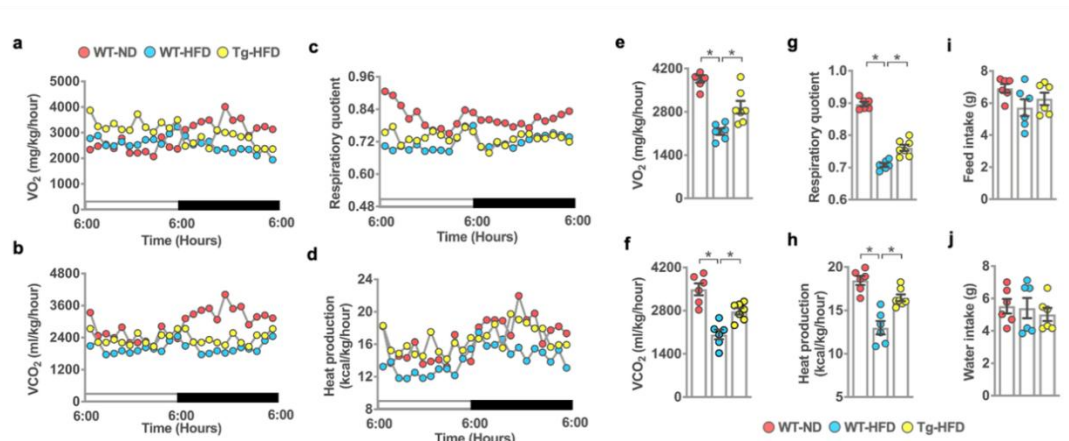 a
WT-ND WT-HFD Tg-HFD
VO2 (mg/kg/hour)
5000
4000
3000
2000
1000
0
6:00 6:00 6:00
Time (Hours)
b
VCO2 (ml/kg/hour)
4800
3600
2400
1200
0
6:00 6:00 6:00
Time (Hours)
c
Respiratory quotient
0.96
0.84
0.72
0.60
0.48
6:00 6:00 6:00
Time (Hours)
d
Heat production
(kcal/kg/hour)
24
20
16
12
8
6:00 6:00 6:00
Time (Hours)
e
VO2 (mg/kg/hour)
4200
2800
1400
0
* *
f
VCO2 (ml/kg/hour)
4200
2800
1400
0
* *
g
Respiratory quotient
1.0
0.9
0.8
0.7
0.6
* *
h
Heat production
(kcal/kg/hour)
20
15
10
5
* *
i
Feed intake (g)
8
6
4
2
0
j
Water intake (g)
8
6
4
2
0
WT-ND WT-HFD Tg-HFD